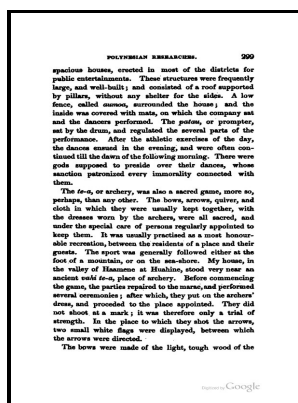 POLYNESIAN RESEARCHES. 299
spacious houses, erected in most of the districts for
public entertainments. These structures were frequently
large, and well-built; and consisted of a roof supported
by pillars, without any shelter for the sides. A low
fence, called aumoa, surrounded the house; and the
inside was covered with mats, on which the company sat
and the dancers performed. The patau, or prompter,
sat by the drum, and regulated the several parts of the
performance. After the athletic exercises of the day,
the dances ensued in the evening, and were often con-
tinued till the dawn of the following morning. There were
gods supposed to preside over their dances, whose
sanction patronized every immorality connected with
them.
The te-a, or archery, was also a sacred game, more so,
perhaps, than any other. The bows, arrows, quiver, and
cloth in which they were usually kept together, with
the dresses worn by the archers, were all sacred, and
under the special care of persons regularly appointed to
keep them. It was usually practised as a most honour-
able recreation, between the residents of a place and their
guests. The sport was generally followed either at the
foot of a mountain, or on the sea-shore. My house, in
the valley of Haamene at Huahine, stood very near an
ancient vahi te-a, place of archery. Before commencing
the game, the parties repaired to the marae, and performed
several ceremonies; after which, they put on the archers'
dress, and proceeded to the place appointed. They did
not shoot at a mark; it was therefore only a trial of
strength. In the place to which they shot the arrows,
two small white flags were displayed, between which
the arrows were directed.
The bows were made of the light, tough wood of the
Digitized by Google